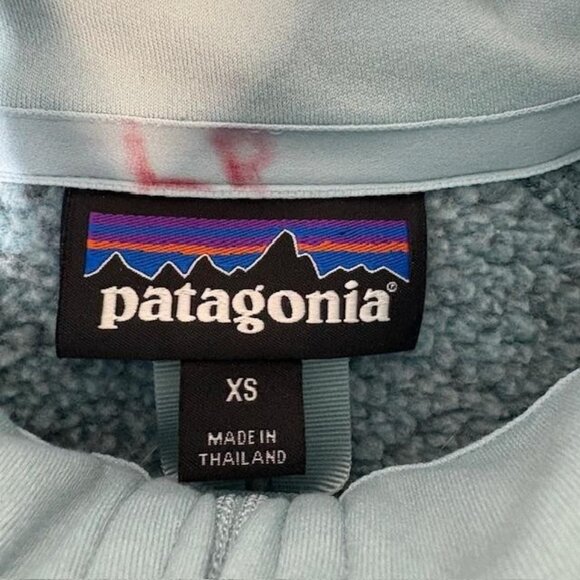 LP
patagonia®
XS
MADE IN
THAILAND